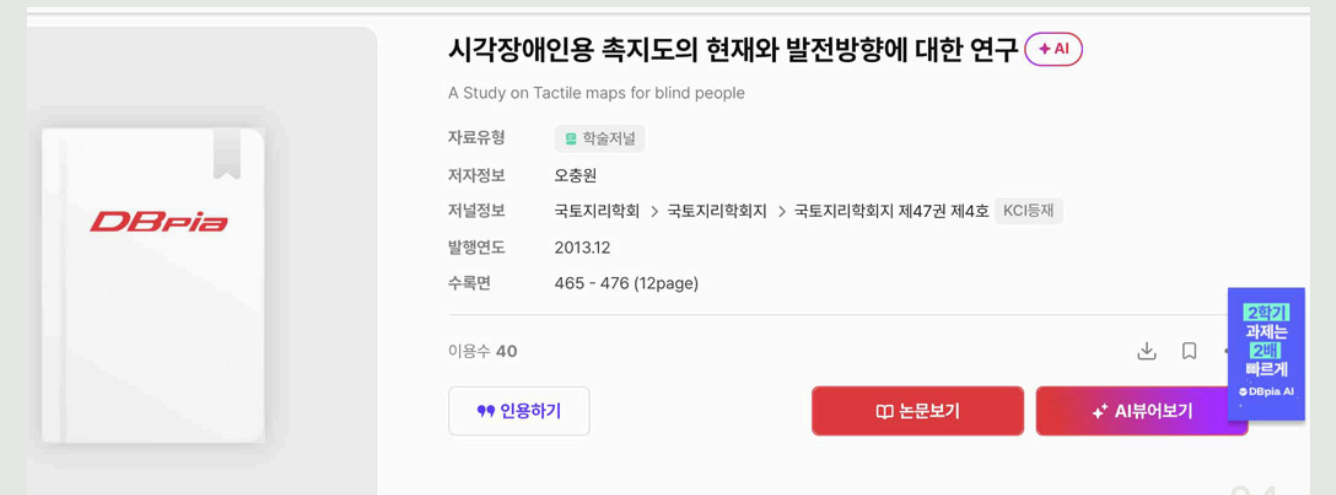 시각장애인용 촉지도의 현재와 발전방향에 대한 연구 AI
A Study on Tactile maps for blind people
자료유형 학술저널
저자정보 오충원
저널정보 국토지리학회 > 국토지리학회지 > 국토지리학회지 제47권 제4호 KCI등재
발행연도 2013.12
수록면 465 - 476 (12page)
DBpia
이용수 40
인용하기
논문보기
AI뷰어보기
2학기
과제는
2배
빠르게
DBpia AI